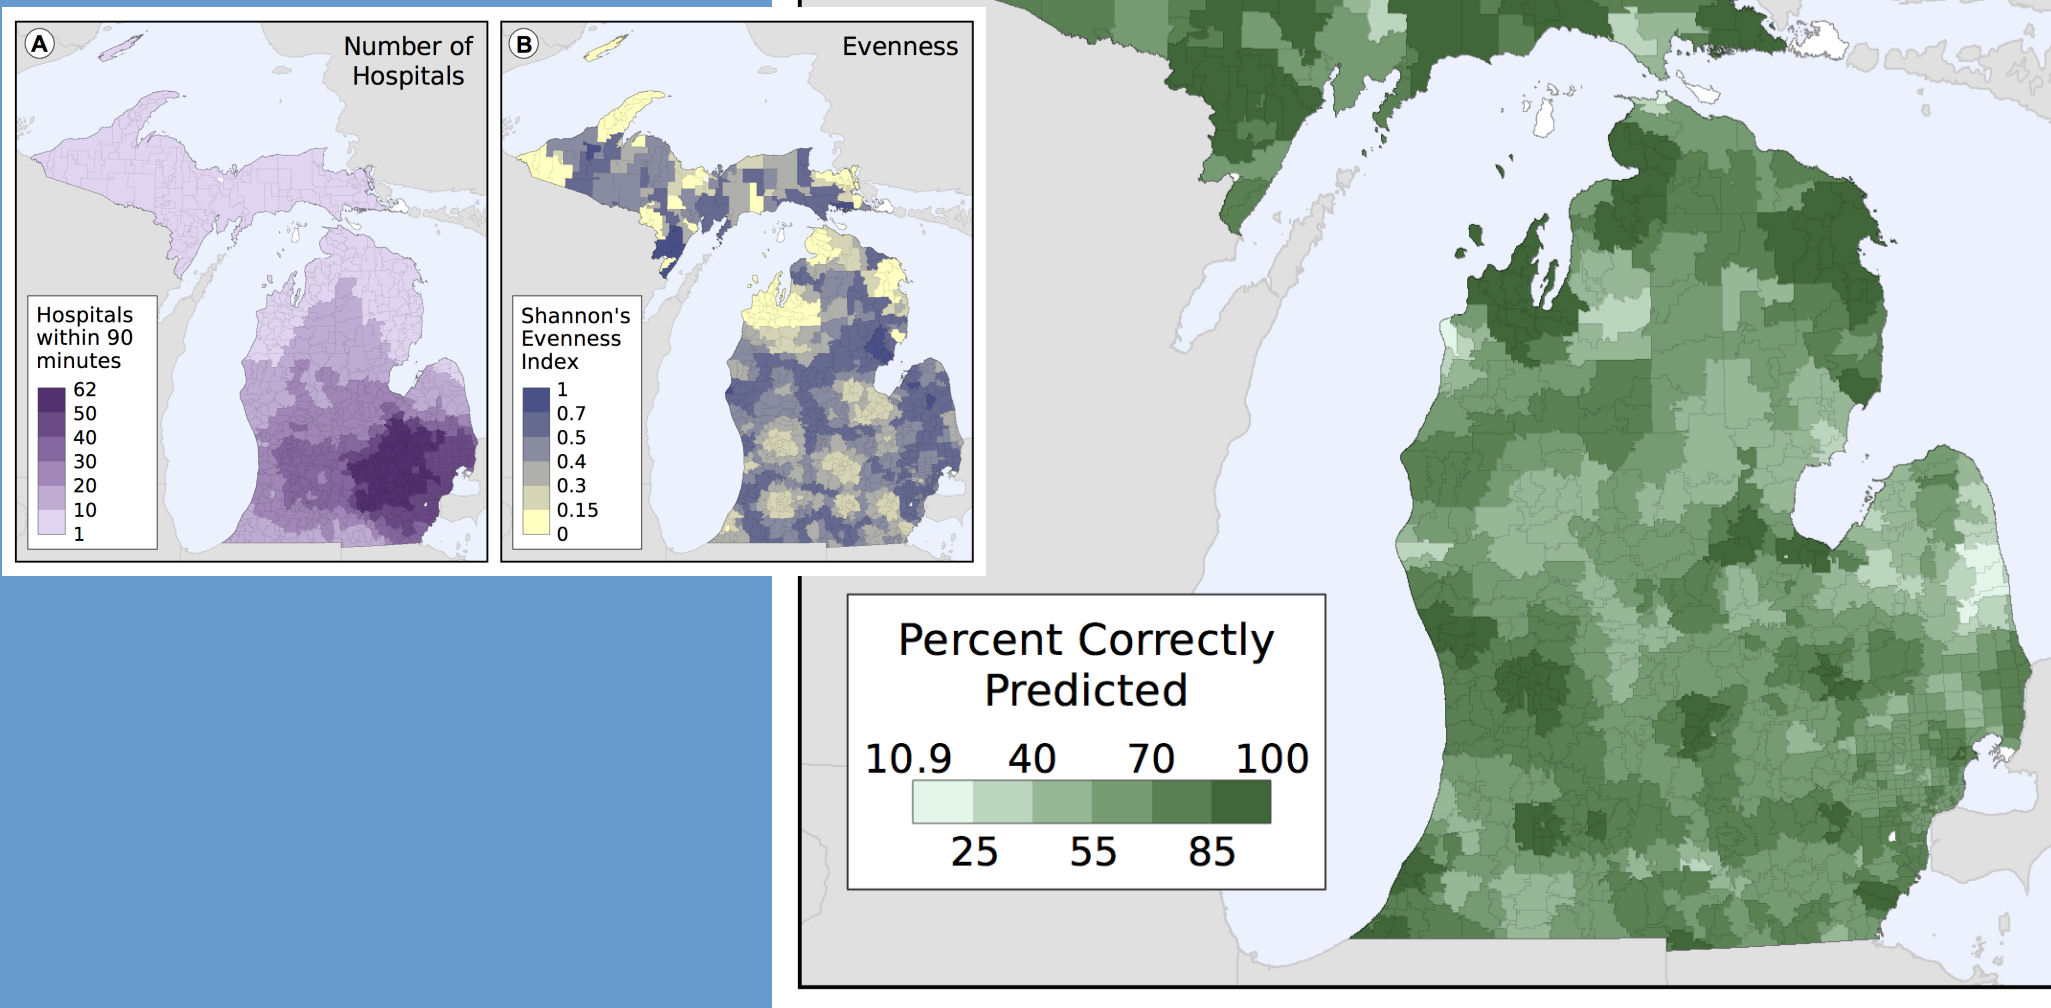 A
Number of
Hospitals
Hospitals
within 90
minutes
62
50
40
30
20
10
1
B
Evenness
Shannon's
Evenness
Index
1
0.7
0.5
0.4
0.3
0.15
0
Percent Correctly
Predicted
10.9 40 70 100
25 55 85